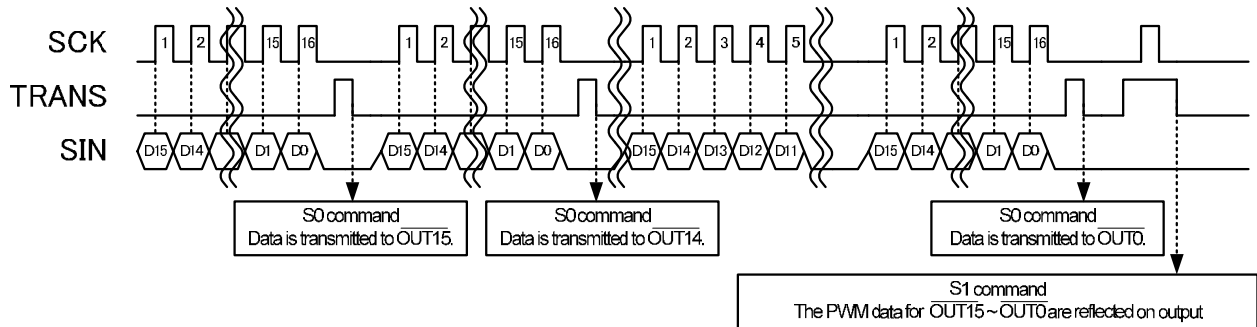 SCK 1 2 15 16 1 2 15 16 1 2 3 4 5 1 2 15 16
TRANS
SIN D15 D14 D1 D0 D15 D14 D1 D0 D15 D14 D13 D12 D11 D15 D14 D1 D0
S0 command
Data is transmitted to OUT15.
S0 command
Data is transmitted to OUT14.
S0 command
Data is transmitted to OUT0.
S1 command
The PWM data for OUT15 ~ OUT0 are reflected on output